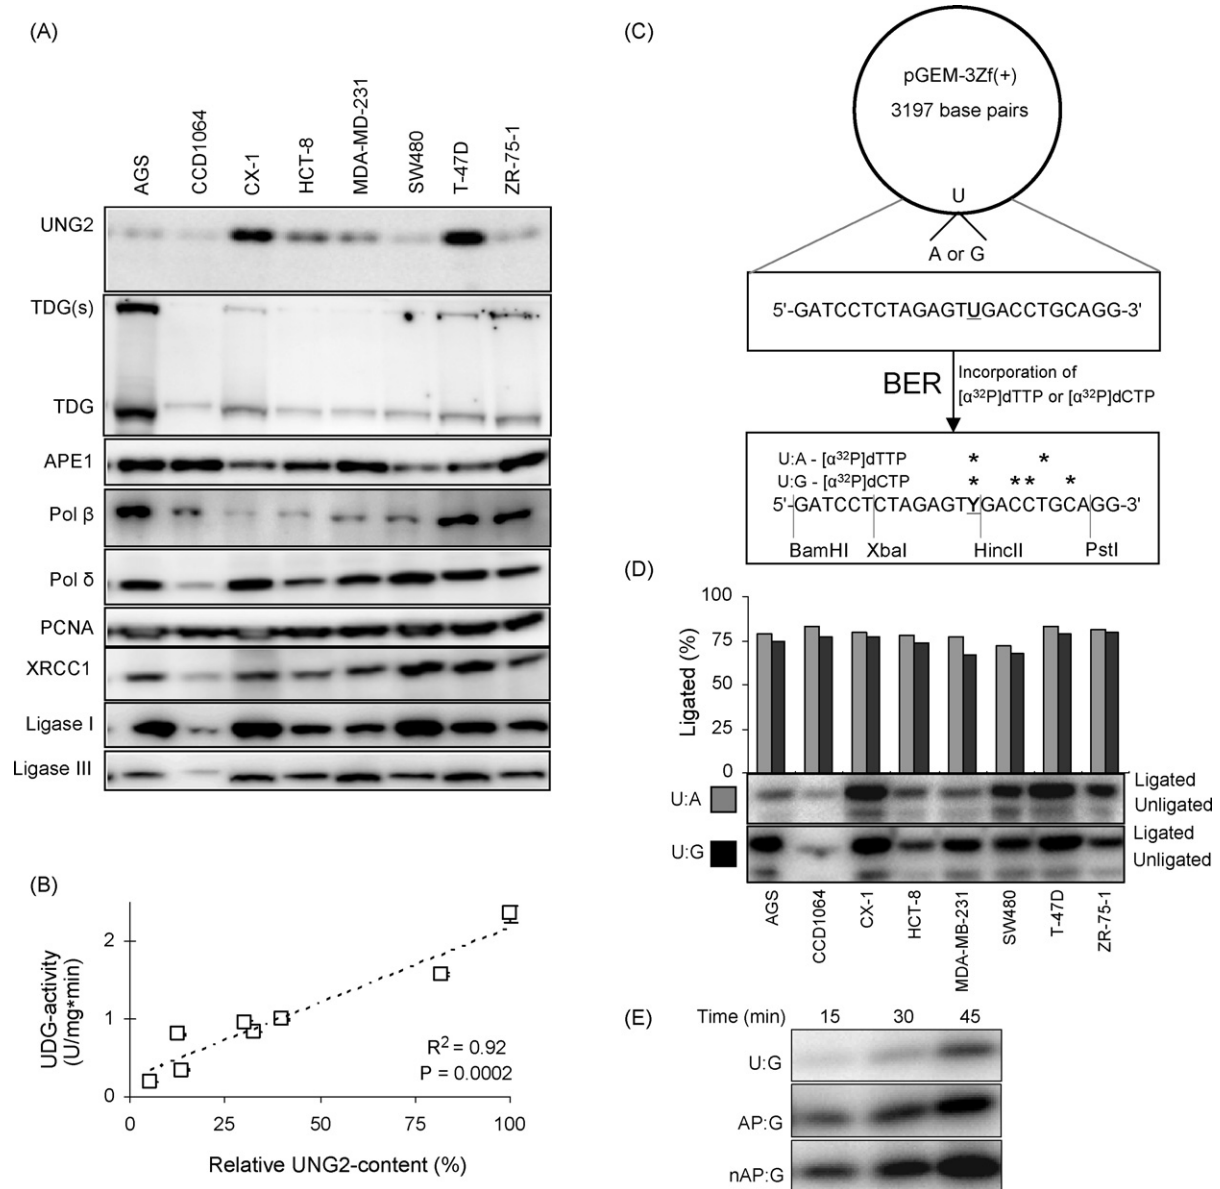 (A)
AGS
CCD1064
CX-1
HCT-8
MDA-MD-231
SW480
T-47D
ZR-75-1
UNG2
TDG(s)
TDG
APE1
Pol β
Pol δ
PCNA
XRCC1
Ligase I
Ligase III
(B)
UDG-activity
(U/mg*min)
2
1
0
R² = 0.92
P = 0.0002
0 25 50 75 100
Relative UNG2-content (%)
(C)
pGEM-3Zf(+)
3197 base pairs
U
A or G
5'-GATCCTCTAGAGTUGACCTGCAGG-3'
BER
Incorporation of
[α³²P]dTTP or [α³²P]dCTP
U:A - [α³²P]dTTP * *
U:G - [α³²P]dCTP * ** *
5'-GATCCTCTAGAGTYGACCTGCAGG-3'
BamHI XbaI HincII PstI
(D)
Ligated (%)
100
75
50
25
0
U:A
Ligated
Unligated
U:G
Ligated
Unligated
AGS
CCD1064
CX-1
HCT-8
MDA-MB-231
SW480
T-47D
ZR-75-1
(E)
Time (min) 15 30 45
U:G
AP:G
nAP:G